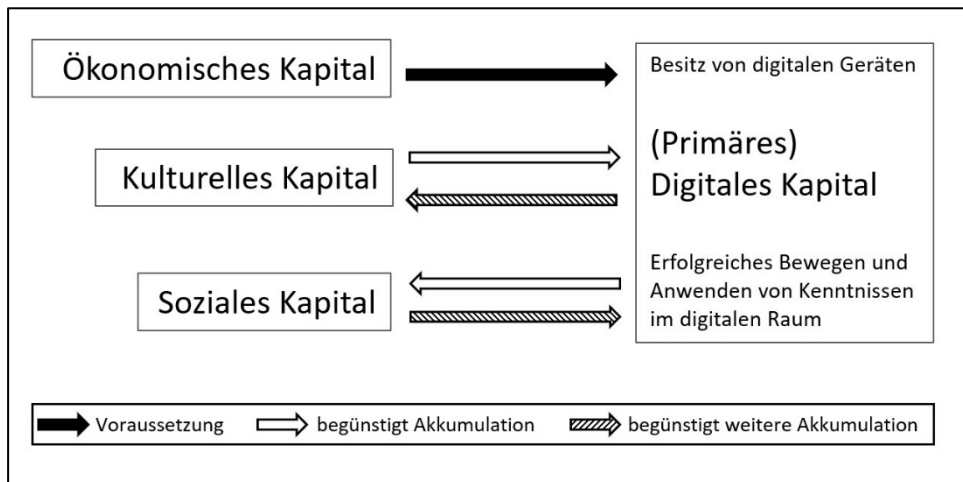 Ökonomisches Kapital
Kulturelles Kapital
Soziales Kapital
Besitz von digitalen Geräten
(Primäres)
Digitales Kapital
Erfolgreiches Bewegen und
Anwenden von Kenntnissen
im digitalen Raum
Voraussetzung
begünstigt Akkumulation
begünstigt weitere Akkumulation